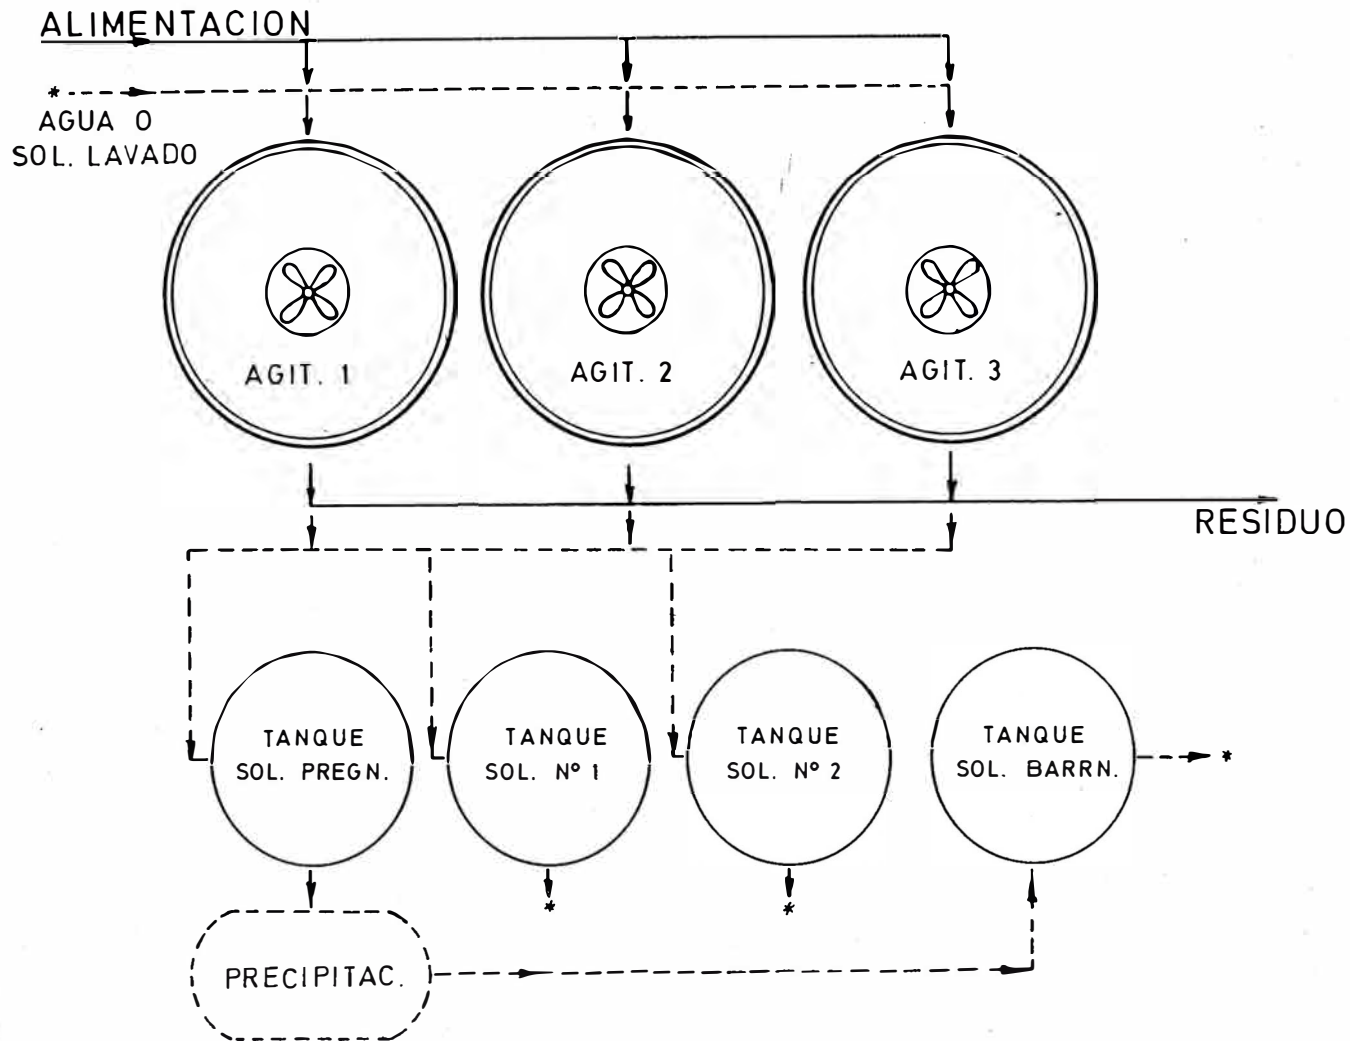 ALIMENTACION
* AGUA O
SOL. LAVADO
AGIT. 1
AGIT. 2
AGIT. 3
RESIDUO
TANQUE
SOL. PREGN.
TANQUE
SOL. Nº 1
TANQUE
SOL. Nº 2
TANQUE
SOL. BARRN.
*
*
*
PRECIPITAC.